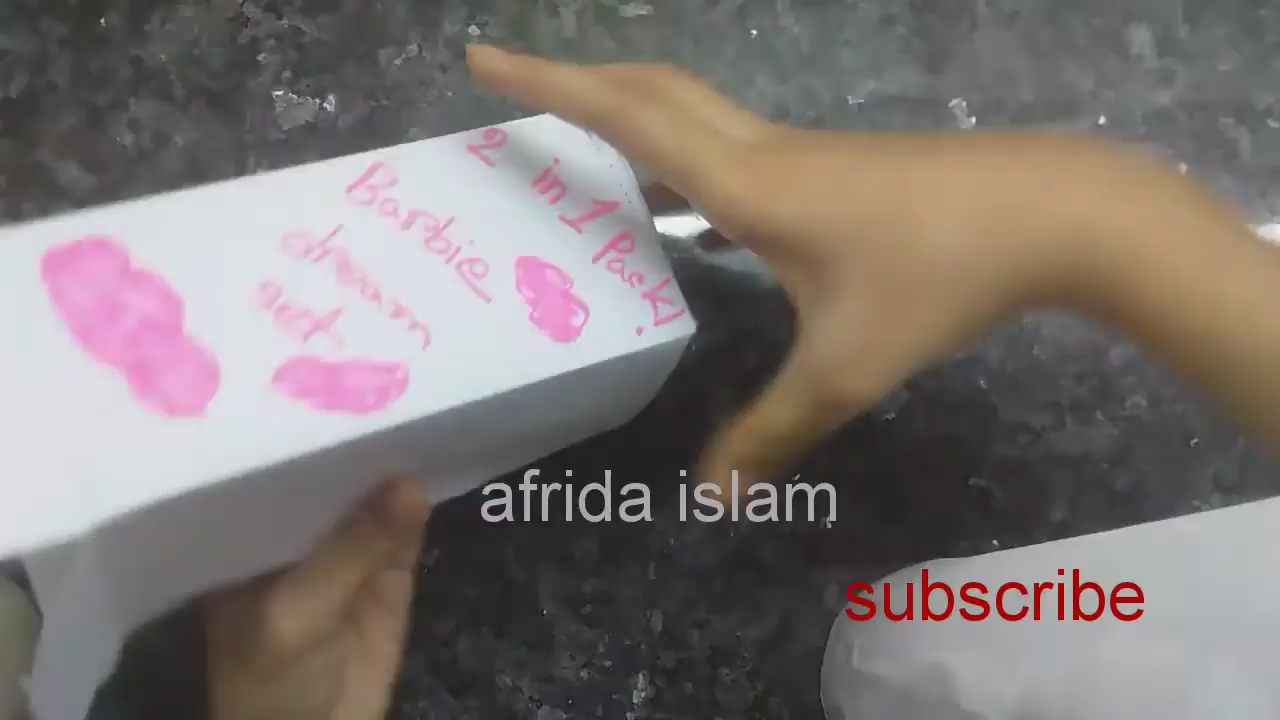 2 in 1 Pack!
Barbie
dream
set
afrida islam
subscribe